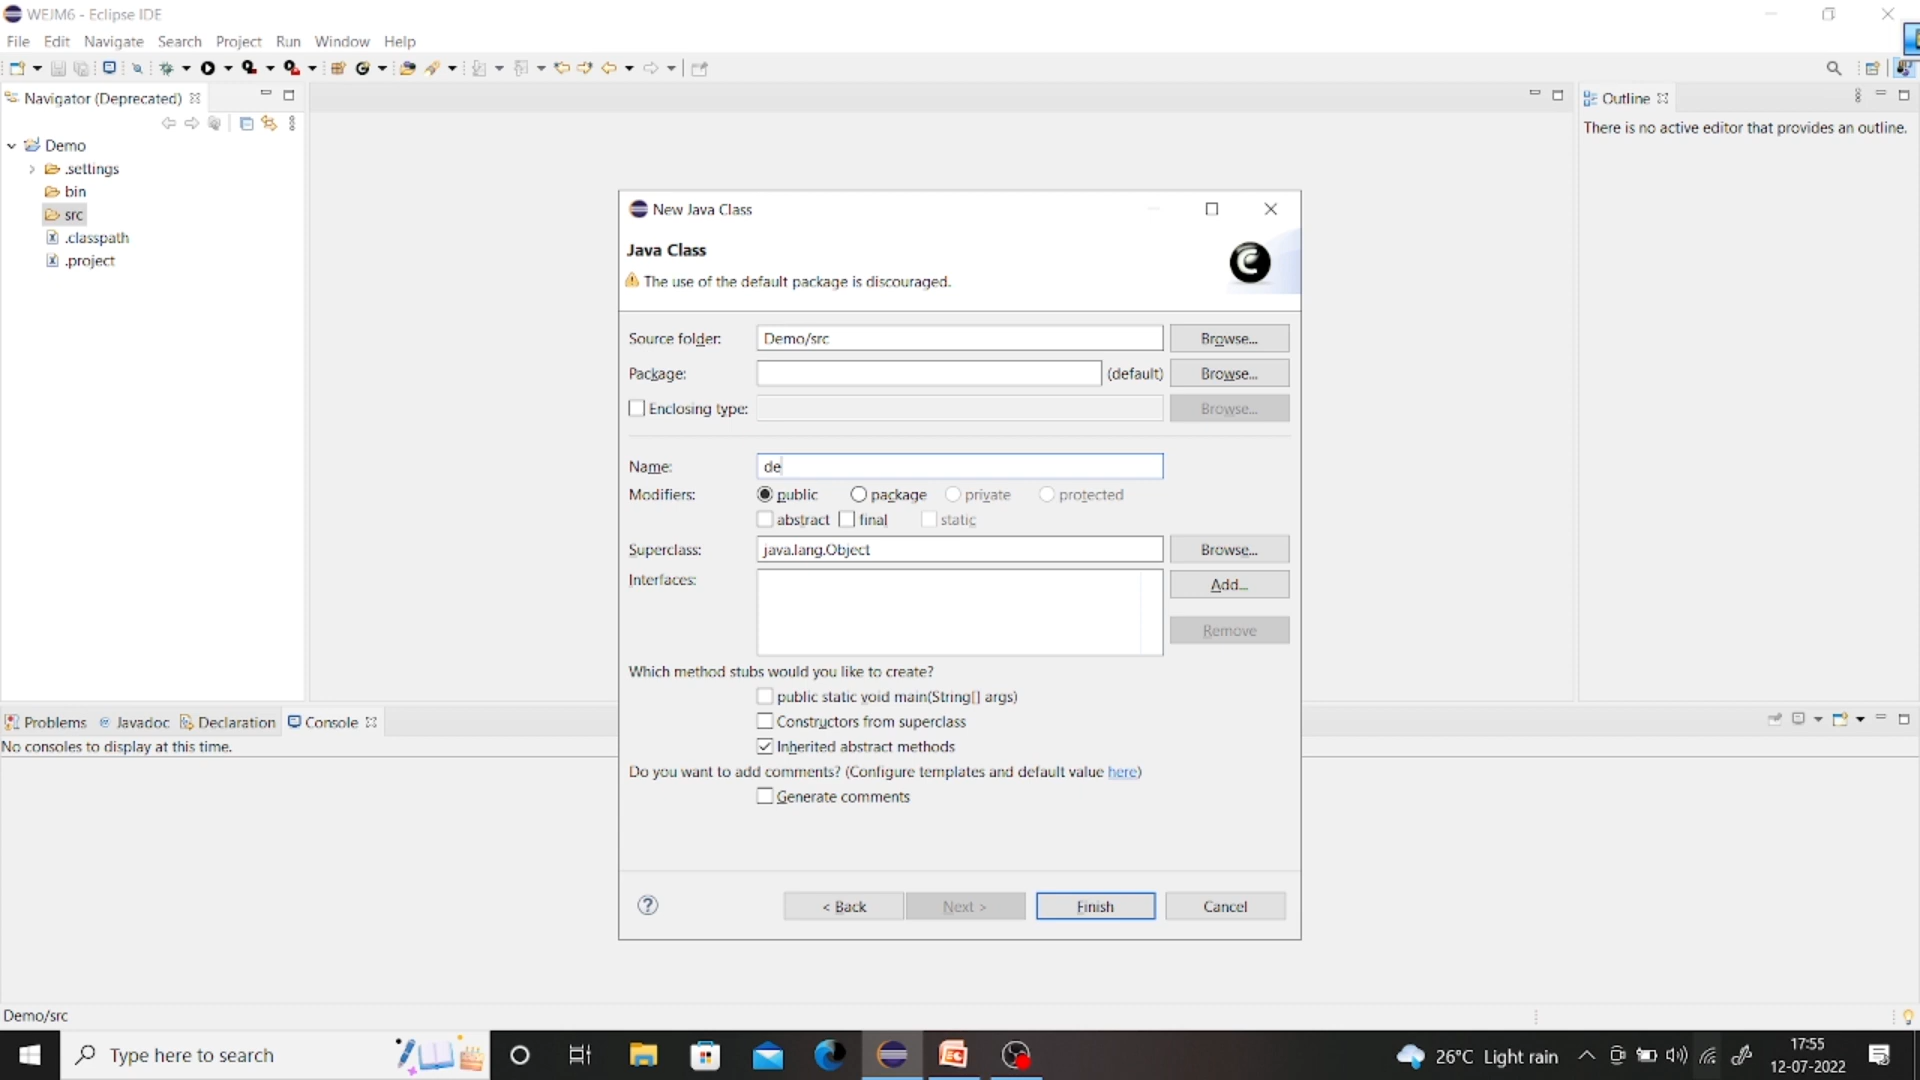 WEJM6 - Eclipse IDE
File Edit Navigate Search Project Run Window Help
Navigator (Deprecated)
Outline
There is no active editor that provides an outline.
Demo
.settings
bin
src
.classpath
.project
New Java Class
Java Class
The use of the default package is discouraged.
Source folder: Demo/src Browse...
Package: (default) Browse...
Enclosing type: Browse...
Name: de
Modifiers: public package private protected
abstract final static
Superclass: java.lang.Object Browse...
Interfaces: Add...
Remove
Which method stubs would you like to create?
public static void main(String[] args)
Constructors from superclass
Inherited abstract methods
Do you want to add comments? (Configure templates and default value here)
Generate comments
< Back Next > Finish Cancel
Problems Javadoc Declaration Console
No consoles to display at this time.
Demo/src
Type here to search
26°C Light rain
17:55
12-07-2022